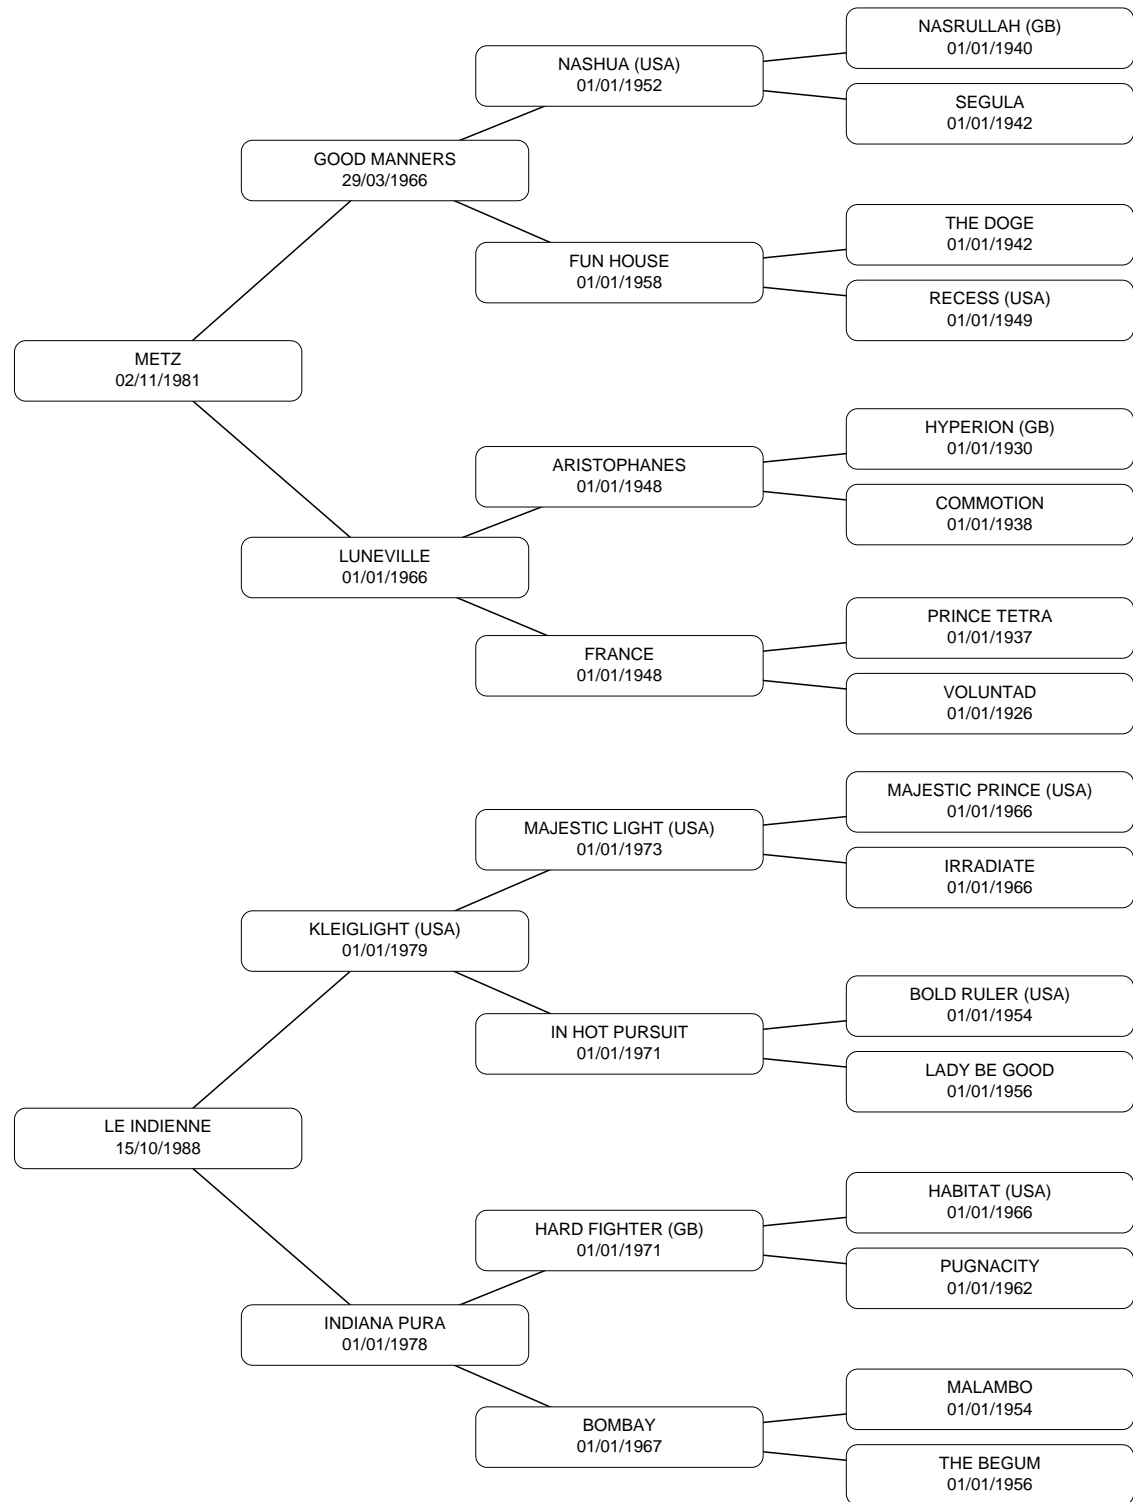 NASRULLAH (GB)
01/01/1940
NASHUA (USA)
01/01/1952
SEGULA
01/01/1942
GOOD MANNERS
29/03/1966
THE DOGE
01/01/1942
FUN HOUSE
01/01/1958
RECESS (USA)
01/01/1949
METZ
02/11/1981
HYPERION (GB)
01/01/1930
ARISTOPHANES
01/01/1948
COMMOTION
01/01/1938
LUNEVILLE
01/01/1966
PRINCE TETRA
01/01/1937
FRANCE
01/01/1948
VOLUNTAD
01/01/1926
MAJESTIC PRINCE (USA)
01/01/1966
MAJESTIC LIGHT (USA)
01/01/1973
IRRADIATE
01/01/1966
KLEIGLIGHT (USA)
01/01/1979
BOLD RULER (USA)
01/01/1954
IN HOT PURSUIT
01/01/1971
LADY BE GOOD
01/01/1956
LE INDIENNE
15/10/1988
HABITAT (USA)
01/01/1966
HARD FIGHTER (GB)
01/01/1971
PUGNACITY
01/01/1962
INDIANA PURA
01/01/1978
MALAMBO
01/01/1954
BOMBAY
01/01/1967
THE BEGUM
01/01/1956